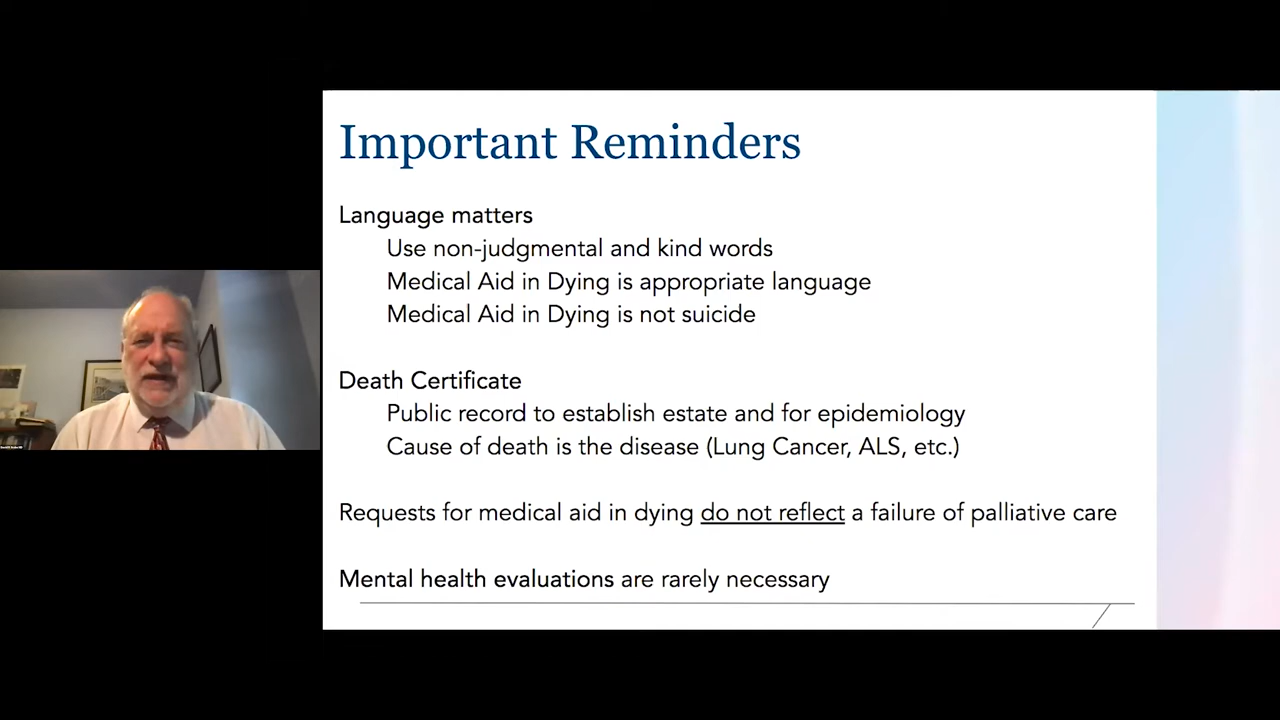 Important Reminders
Language matters
Use non-judgmental and kind words
Medical Aid in Dying is appropriate language
Medical Aid in Dying is not suicide
Death Certificate
Public record to establish estate and for epidemiology
Cause of death is the disease (Lung Cancer, ALS, etc.)
Requests for medical aid in dying do not reflect a failure of palliative care
Mental health evaluations are rarely necessary